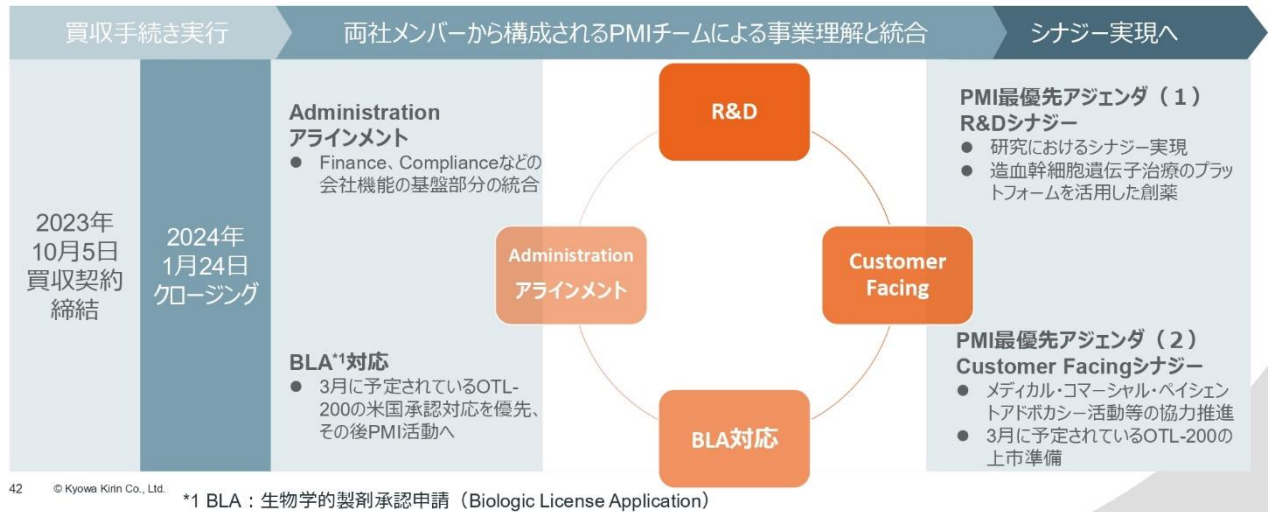 買収手続き実行
両社メンバーから構成されるPMIチームによる事業理解と統合
シナジー実現へ
2023年
10月5日
買収契約
締結
2024年
1月24日
クロージング
Administration
アラインメント
● Finance、Complianceなどの
会社機能の基盤部分の統合
BLA*1対応
● 3月に予定されているOTL-
200の米国承認対応を優先、
その後PMI活動へ
R&D
Administration
アラインメント
Customer
Facing
BLA対応
PMI最優先アジェンダ（1）
R&Dシナジー
● 研究におけるシナジー実現
● 造血幹細胞遺伝子治療のプラッ
トフォームを活用した創薬
PMI最優先アジェンダ（2）
Customer Facingシナジー
● メディカル・コマーシャル・ペイシェン
トアドボカシー活動等の協力推進
● 3月に予定されているOTL-200の
上市準備
42 © Kyowa Kirin Co., Ltd.
*1 BLA：生物学的製剤承認申請（Biologic License Application）